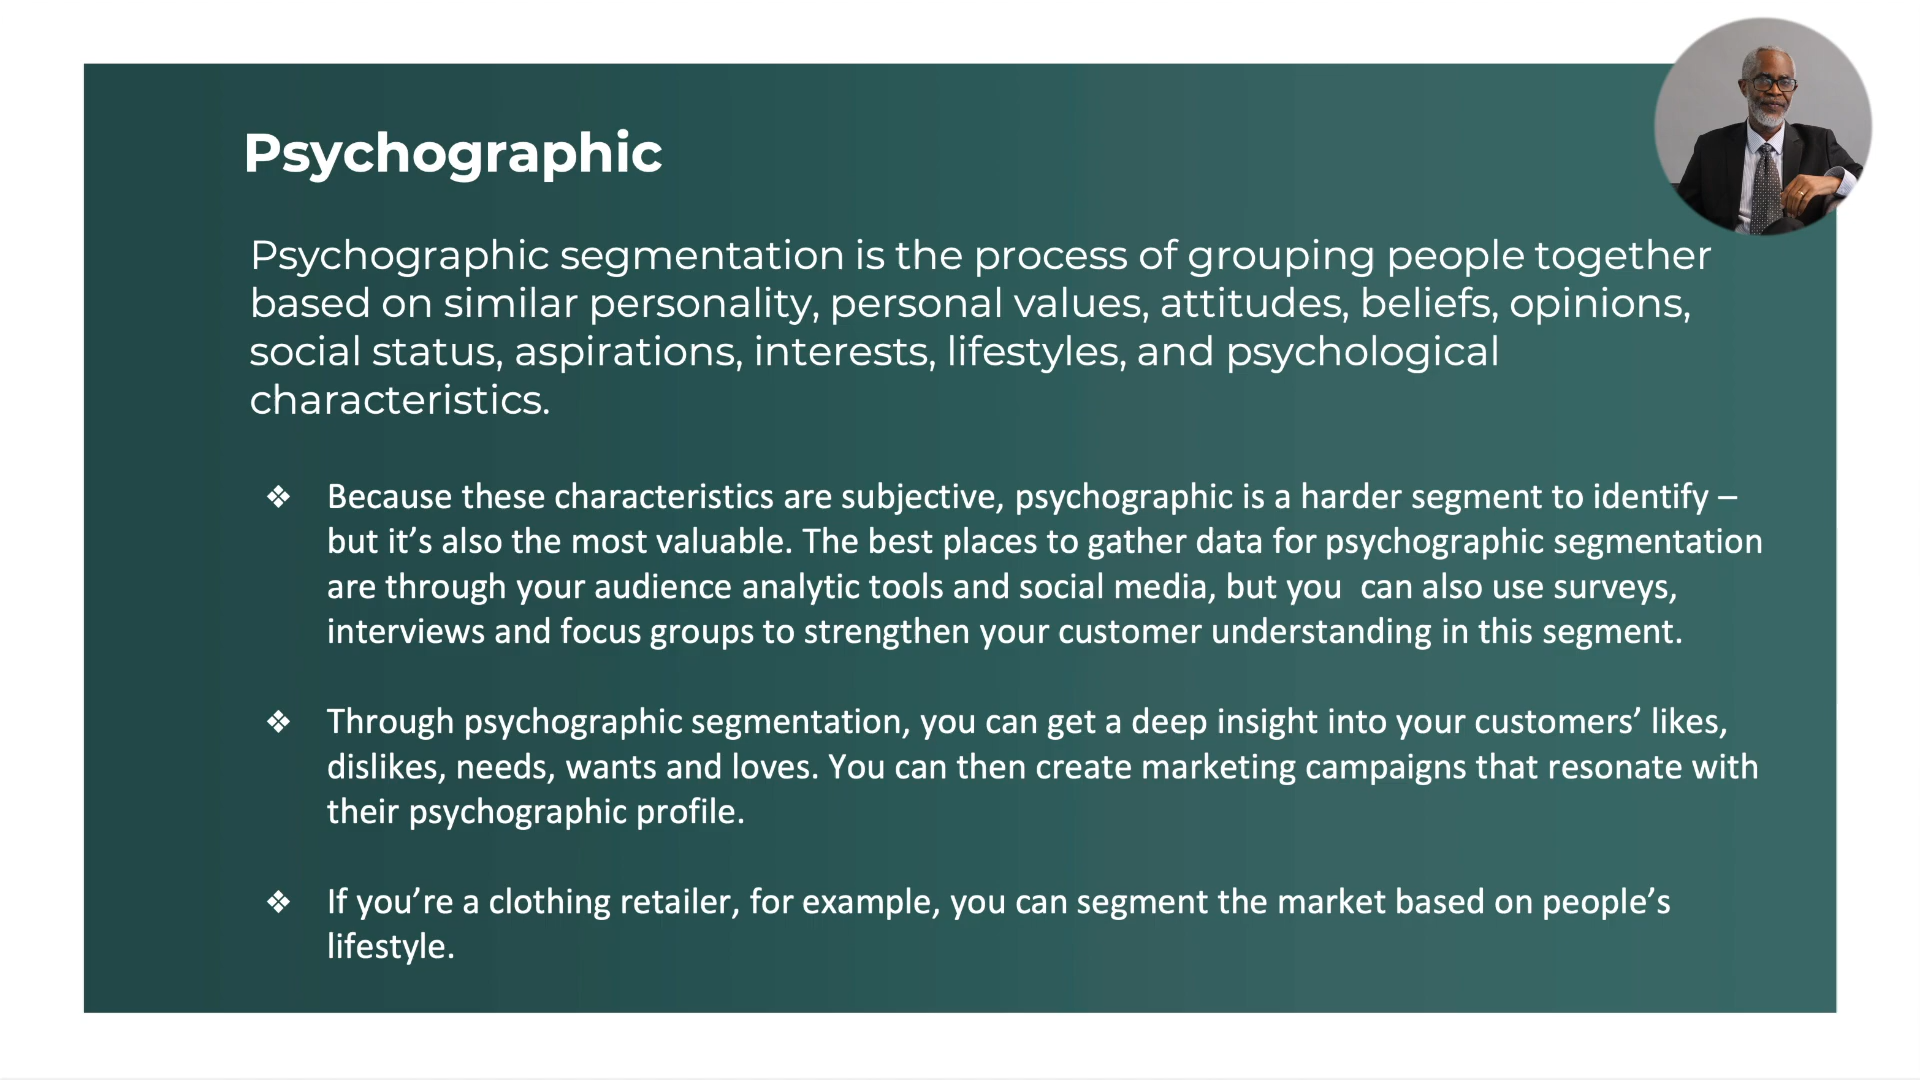 Psychographic
Psychographic segmentation is the process of grouping people together
based on similar personality, personal values, attitudes, beliefs, opinions,
social status, aspirations, interests, lifestyles, and psychological
characteristics.
❖ Because these characteristics are subjective, psychographic is a harder segment to identify –
but it’s also the most valuable. The best places to gather data for psychographic segmentation
are through your audience analytic tools and social media, but you  can also use surveys,
interviews and focus groups to strengthen your customer understanding in this segment.
❖ Through psychographic segmentation, you can get a deep insight into your customers’ likes,
dislikes, needs, wants and loves. You can then create marketing campaigns that resonate with
their psychographic profile.
❖ If you’re a clothing retailer, for example, you can segment the market based on people’s
lifestyle.